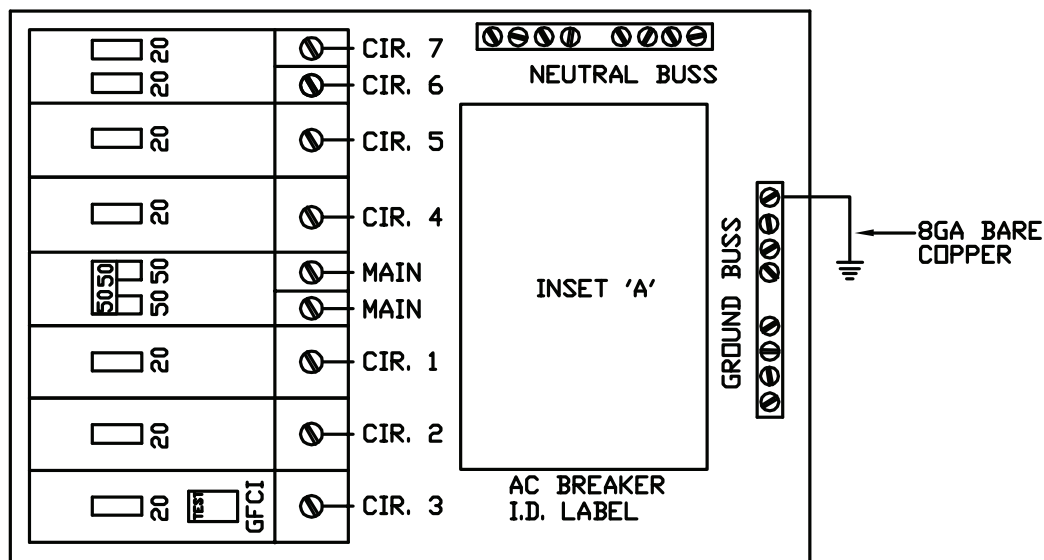 20 CIR. 7
20 CIR. 6
NEUTRAL BUSS
20 CIR. 5
20 CIR. 4
50 50 MAIN
50 50 MAIN
20 CIR. 1
20 CIR. 2
20 TEST GFCI CIR. 3
INSET 'A'
AC BREAKER
I.D. LABEL
GROUND BUSS
8GA BARE
COPPER